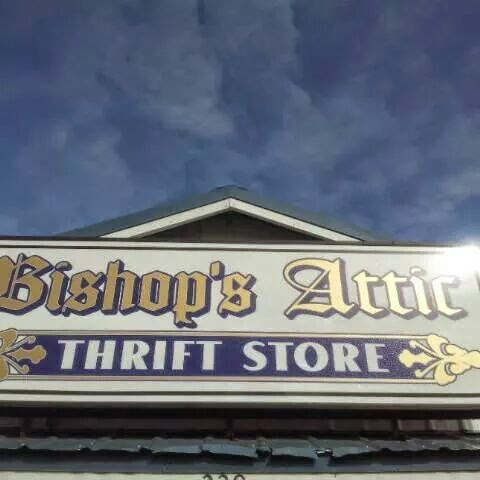 Bishop's Attic
THRIFT STORE